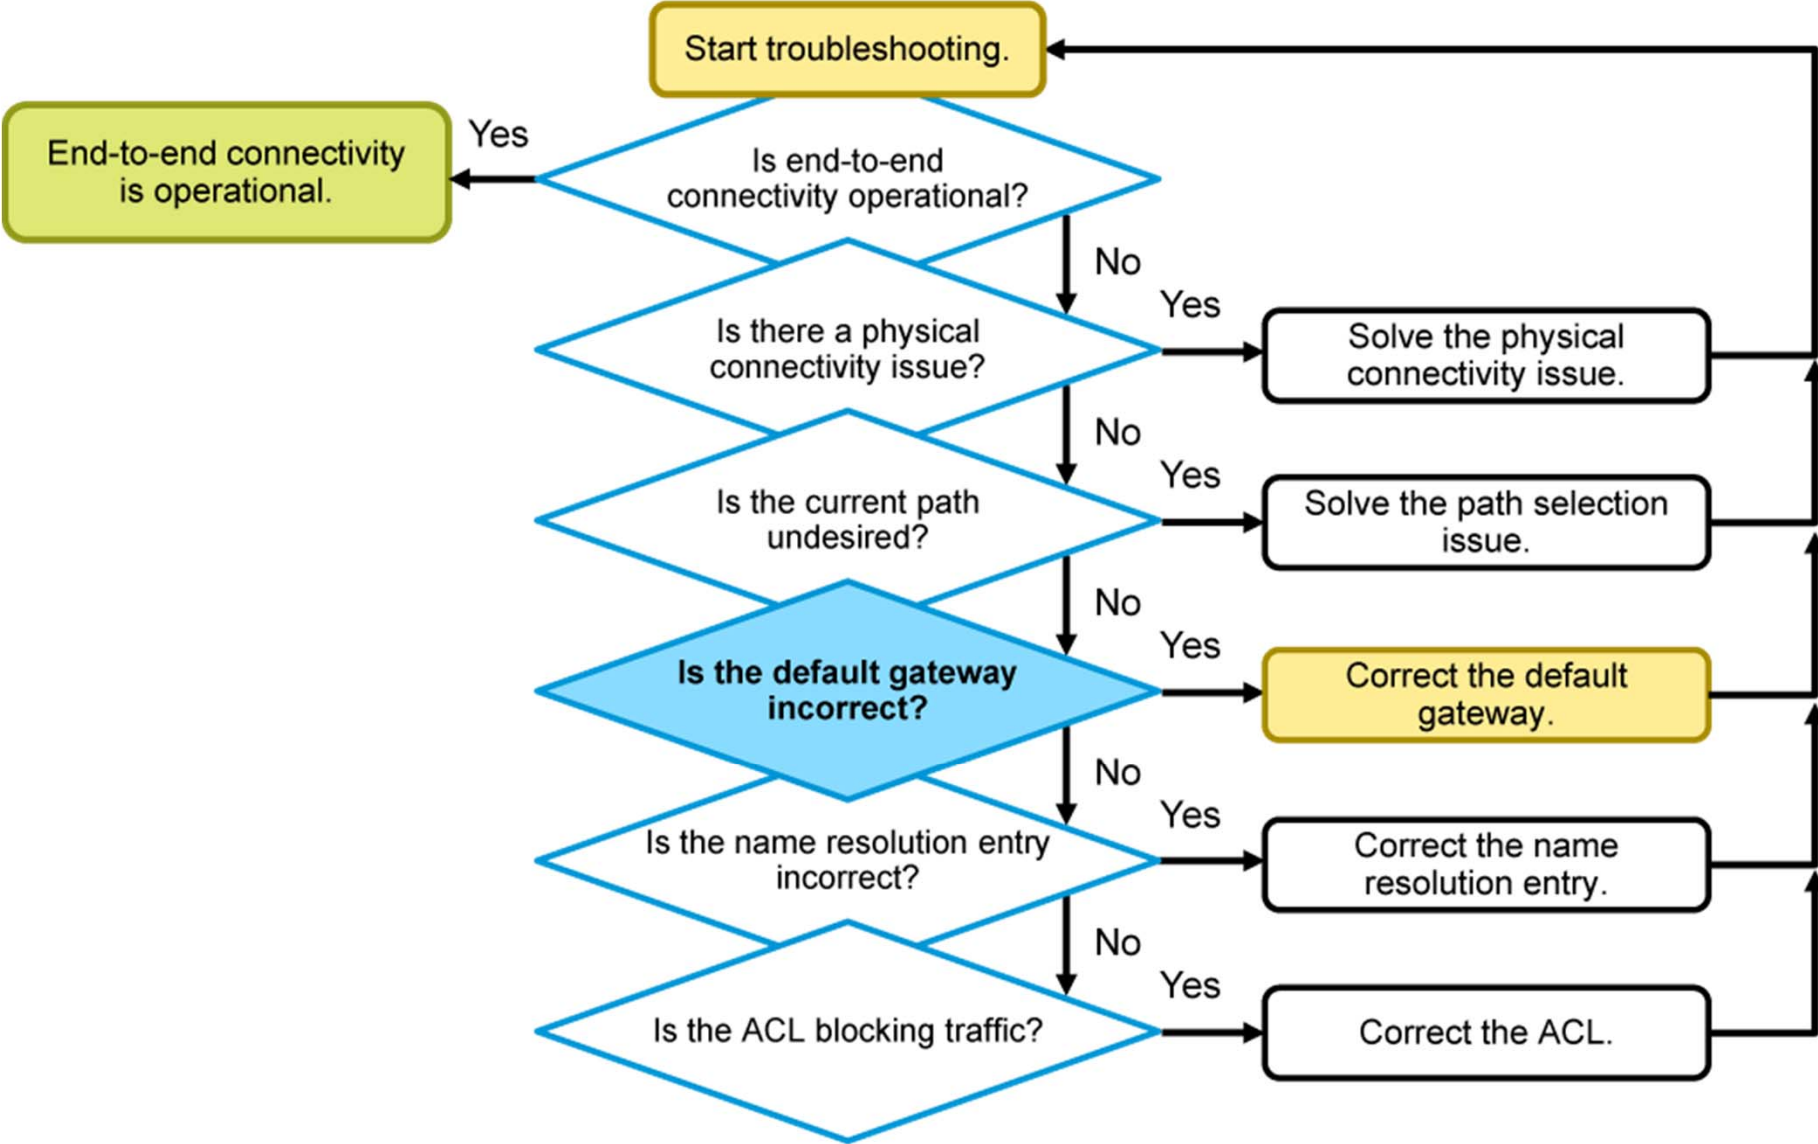 Start troubleshooting.
Yes
End-to-end connectivity
is operational.
Is end-to-end
connectivity operational?
No
Yes
Is there a physical
connectivity issue?
Solve the physical
connectivity issue.
No
Yes
Is the current path
undesired?
Solve the path selection
issue.
No
Yes
Is the default gateway
incorrect?
Correct the default
gateway.
No
Yes
Is the name resolution entry
incorrect?
Correct the name
resolution entry.
No
Yes
Is the ACL blocking traffic?
Correct the ACL.